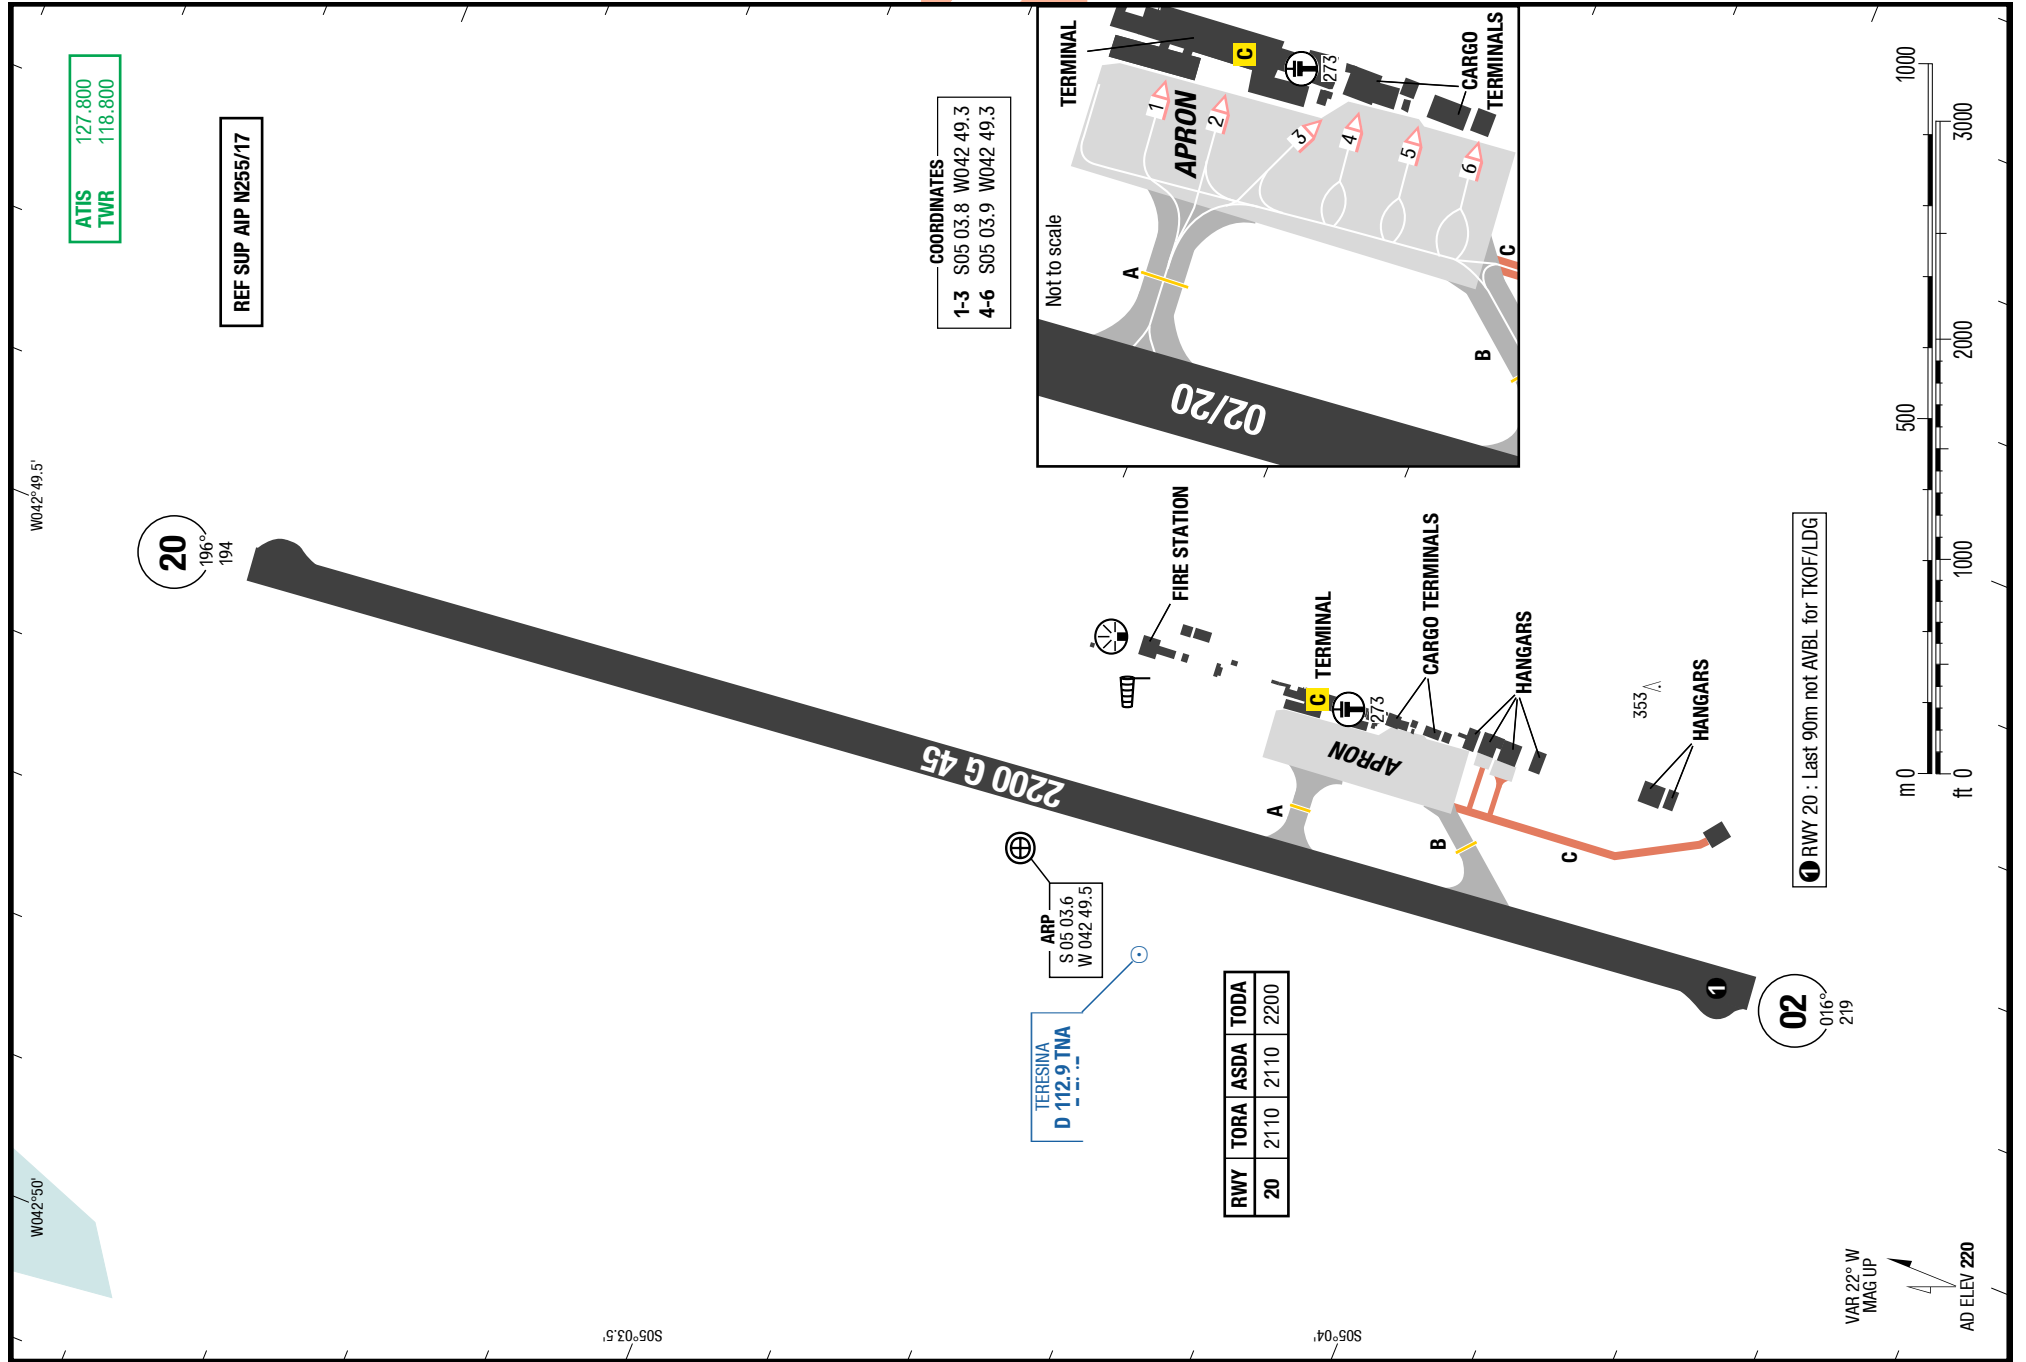 ATIS 127.800
TWR 118.800
REF SUP AIP N255/17
COORDINATES
1-3 S05 03.8 W042 49.3
4-6 S05 03.9 W042 49.3
Not to scale
TERMINAL
C
273
CARGO
TERMINALS
APRON
1
2
3
4
5
6
A
B
C
02/20
W042°49.5'
W042°50'
S05°03.5'
S05°04'
20
196°
194
2200 G 45
FIRE STATION
TERMINAL
C
273
CARGO TERMINALS
HANGARS
353
HANGARS
APRON
A
B
C
ARP
S 05 03.6
W 042 49.5
TERESINA
D 112.9 TNA
RWY TORA ASDA TODA
20 2110 2110 2200
1
02
016°
219
1 RWY 20 : Last 90m not AVBL for TKOF/LDG
m 0 500 1000
ft 0 1000 2000 3000
VAR 22° W
MAG UP
AD ELEV 220